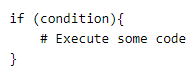 if (condition){
    # Execute some code
}